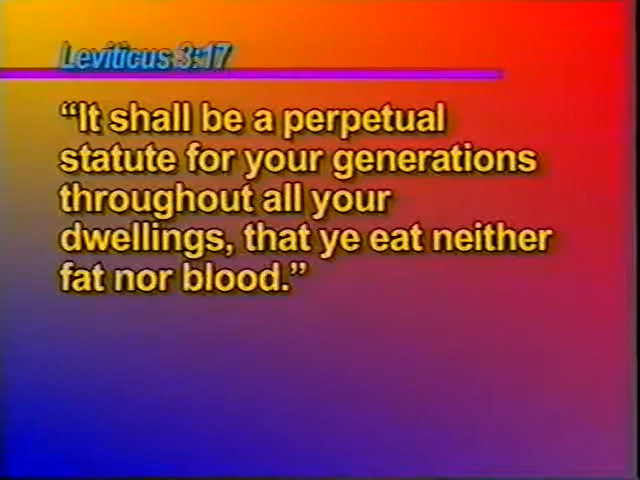 Leviticus 3:17
“It shall be a perpetual
statute for your generations
throughout all your
dwellings, that ye eat neither
fat nor blood.”